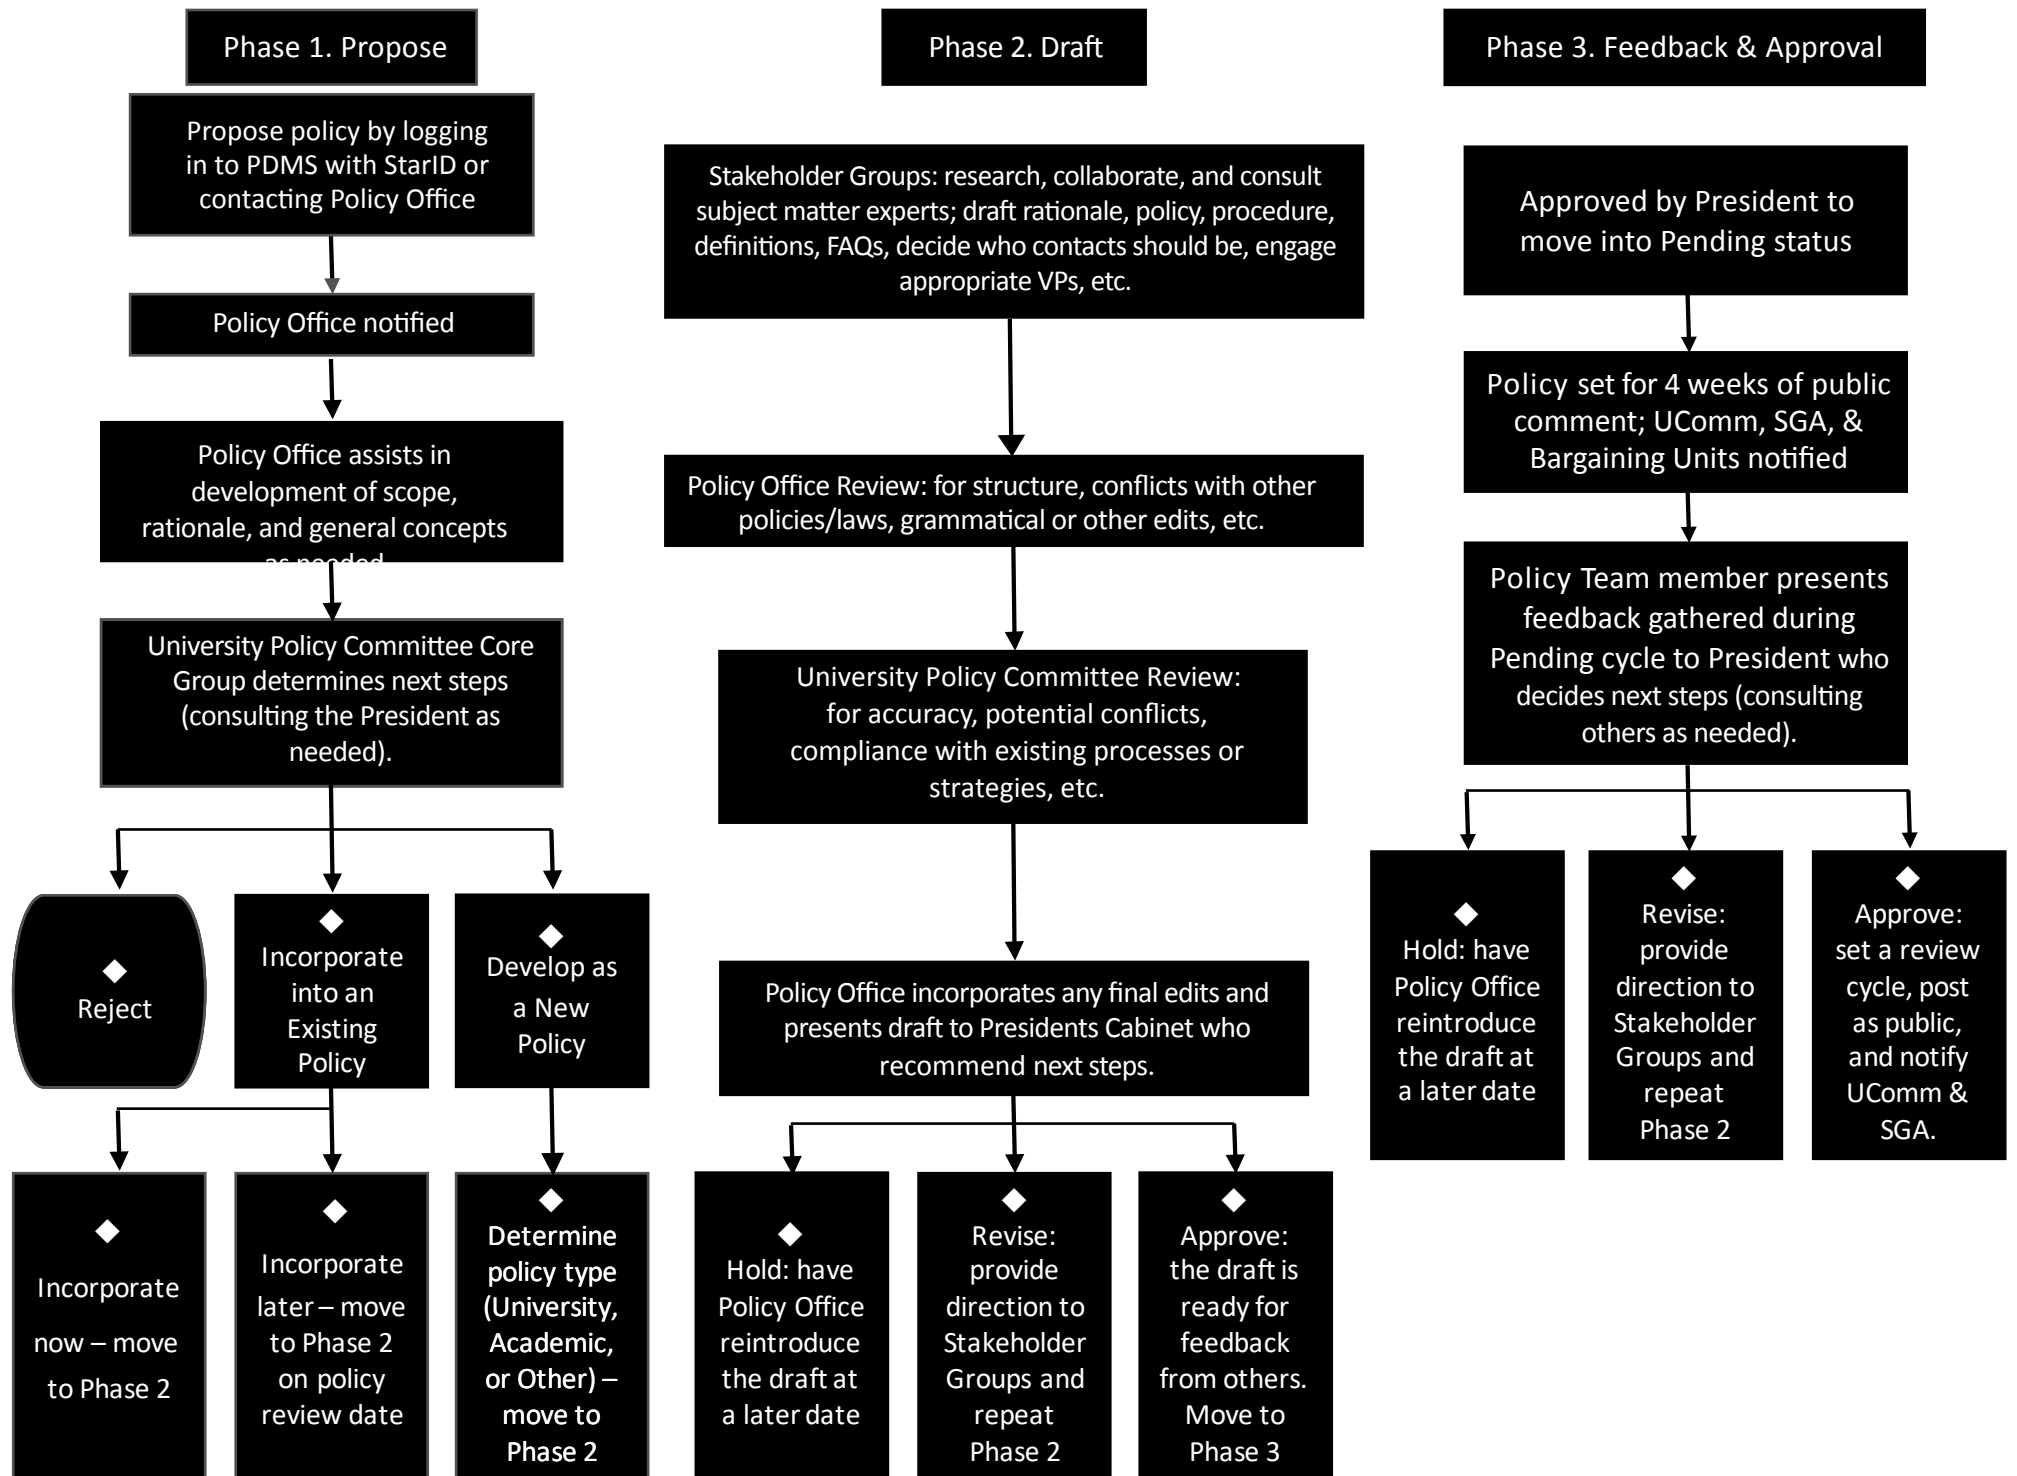 Phase 1. Propose
Propose policy by logging
in to PDMS with StarID or
contacting Policy Office
Policy Office notified
Policy Office assists in
development of scope,
rationale, and general concepts
as needed
University Policy Committee Core
Group determines next steps
(consulting the President as
needed).
◆
Reject
◆
Incorporate
into an
Existing
Policy
◆
Develop as
a New
Policy
◆
Incorporate
now – move
to Phase 2
◆
Incorporate
later – move
to Phase 2
on policy
review date
◆
Determine
policy type
(University,
Academic,
or Other) –
move to
Phase 2
Phase 2. Draft
Stakeholder Groups: research, collaborate, and consult
subject matter experts; draft rationale, policy, procedure,
definitions, FAQs, decide who contacts should be, engage
appropriate VPs, etc.
Policy Office Review: for structure, conflicts with other
policies/laws, grammatical or other edits, etc.
University Policy Committee Review:
for accuracy, potential conflicts,
compliance with existing processes or
strategies, etc.
Policy Office incorporates any final edits and
presents draft to Presidents Cabinet who
recommend next steps.
◆
Hold: have
Policy Office
reintroduce
the draft at
a later date
◆
Revise:
provide
direction to
Stakeholder
Groups and
repeat
Phase 2
◆
Approve:
the draft is
ready for
feedback
from others.
Move to
Phase 3
Phase 3. Feedback & Approval
Approved by President to
move into Pending status
Policy set for 4 weeks of public
comment; UComm, SGA, &
Bargaining Units notified
Policy Team member presents
feedback gathered during
Pending cycle to President who
decides next steps (consulting
others as needed).
◆
Hold: have
Policy Office
reintroduce
the draft at
a later date
◆
Revise:
provide
direction to
Stakeholder
Groups and
repeat
Phase 2
◆
Approve:
set a review
cycle, post
as public,
and notify
UComm &
SGA.